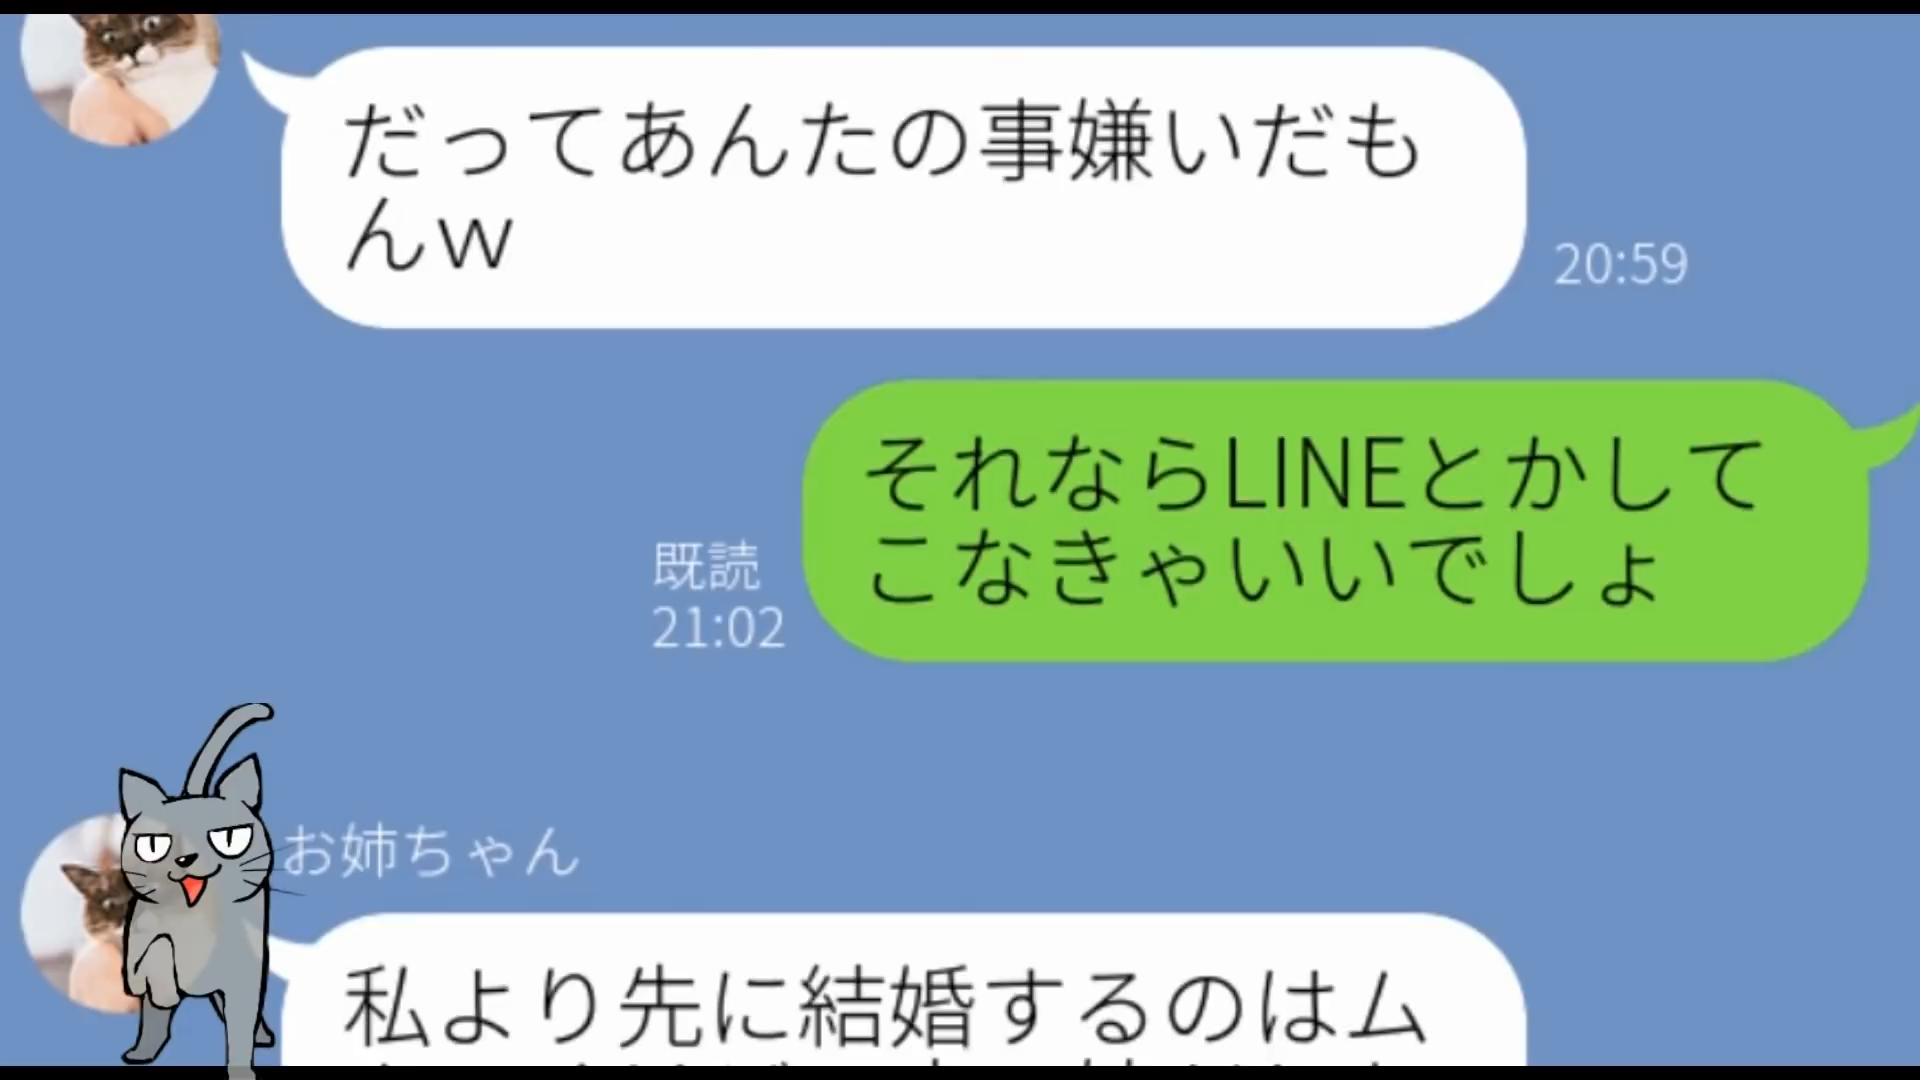 だってあんたの事嫌いだも
んw
20:59
それならLINEとかして
こなきゃいいでしょ
既読
21:02
お姉ちゃん
私より先に結婚するのはム